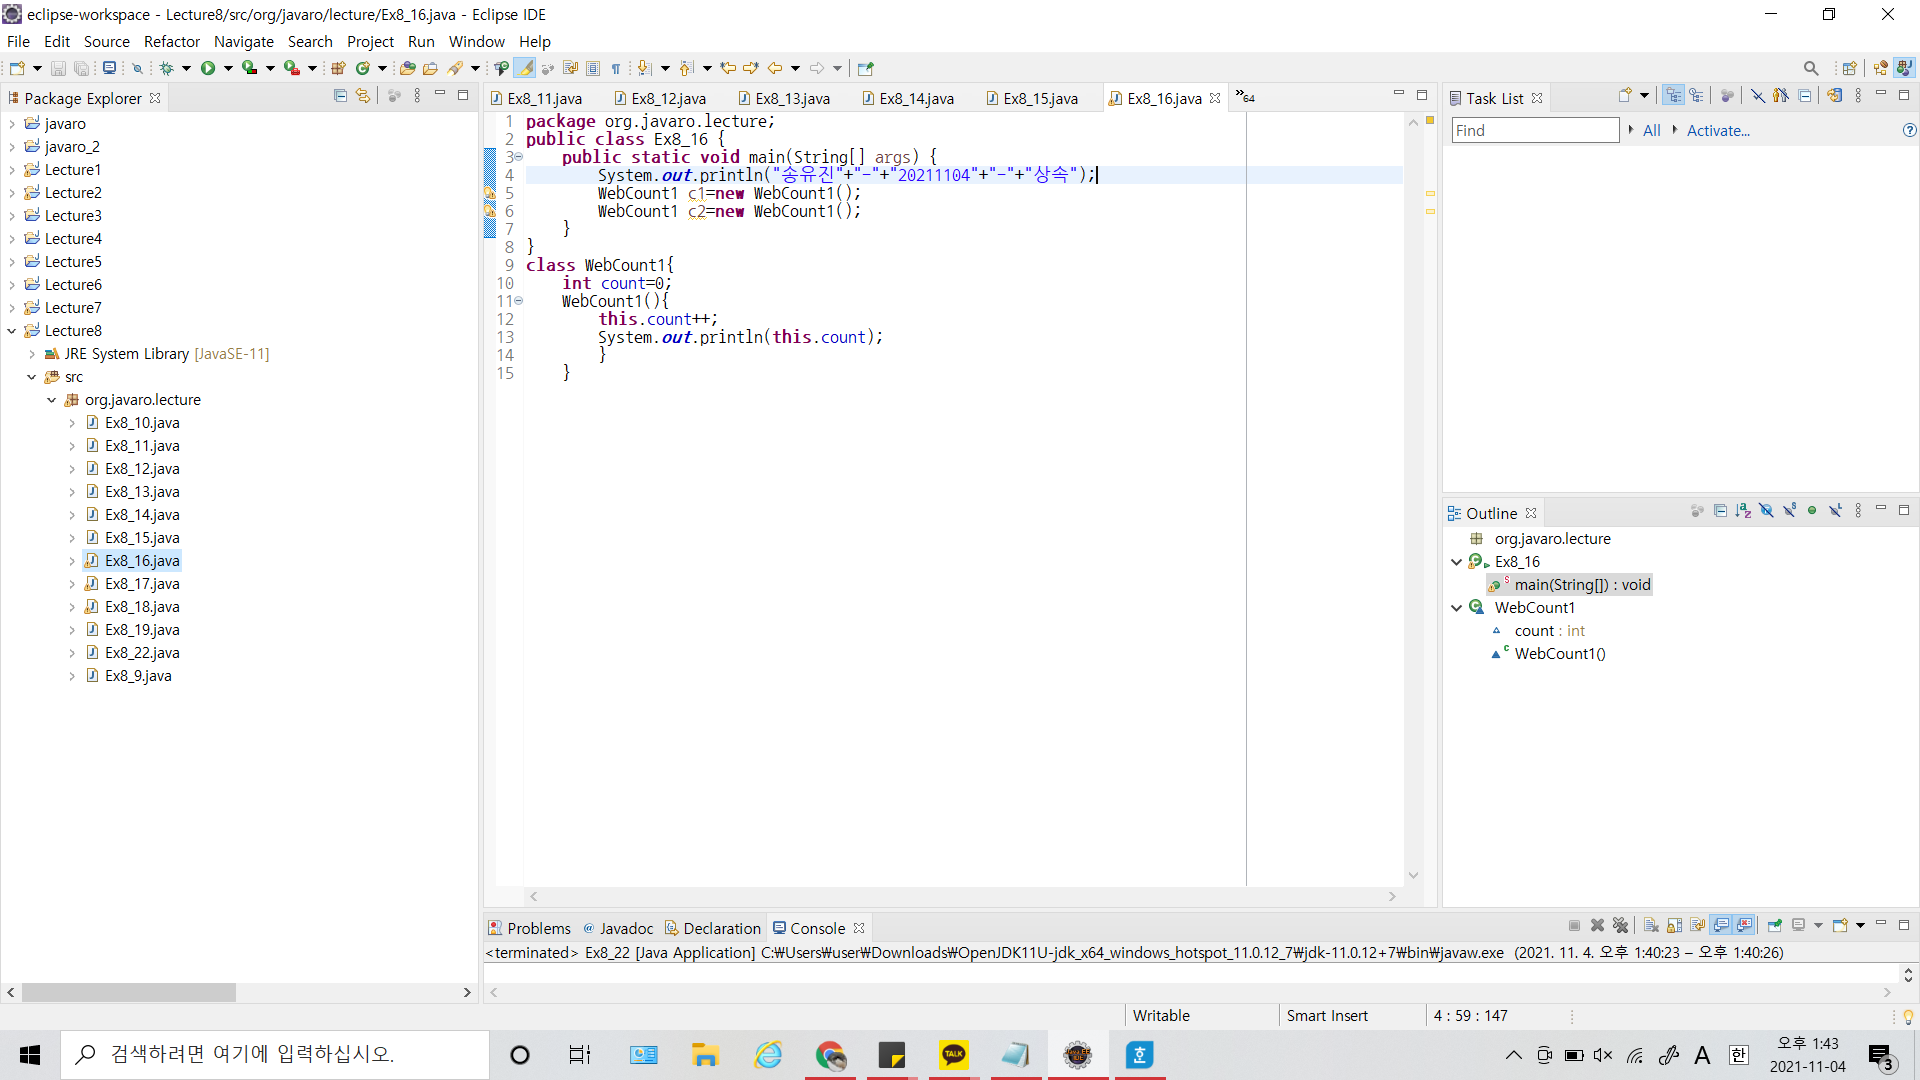 eclipse-workspace - Lecture8/src/org/javaro/lecture/Ex8_16.java - Eclipse IDE
File Edit Source Refactor Navigate Search Project Run Window Help
Package Explorer
javaro
javaro_2
Lecture1
Lecture2
Lecture3
Lecture4
Lecture5
Lecture6
Lecture7
Lecture8
JRE System Library [JavaSE-11]
src
org.javaro.lecture
Ex8_10.java
Ex8_11.java
Ex8_12.java
Ex8_13.java
Ex8_14.java
Ex8_15.java
Ex8_16.java
Ex8_17.java
Ex8_18.java
Ex8_19.java
Ex8_22.java
Ex8_9.java
Ex8_11.java Ex8_12.java Ex8_13.java Ex8_14.java Ex8_15.java Ex8_16.java »64
1 package org.javaro.lecture;
2 public class Ex8_16 {
3 public static void main(String[] args) {
4 System.out.println("송유진"+"-"+"20211104"+"-"+"상속");
5 WebCount1 c1=new WebCount1();
6 WebCount1 c2=new WebCount1();
7 }
8 }
9 class WebCount1{
10 int count=0;
11 WebCount1(){
12 this.count++;
13 System.out.println(this.count);
14 }
15 }
Task List
Find All Activate...
Outline
org.javaro.lecture
Ex8_16
main(String[]) : void
WebCount1
count : int
WebCount1()
Problems Javadoc Declaration Console
<terminated> Ex8_22 [Java Application] C:₩Users₩user₩Downloads₩OpenJDK11U-jdk_x64_windows_hotspot_11.0.12_7₩jdk-11.0.12+7₩bin₩javaw.exe (2021. 11. 4. 오후 1:40:23 – 오후 1:40:26)
Writable Smart Insert 4 : 59 : 147
검색하려면 여기에 입력하십시오.
TALK
A 한
오후 1:43
2021-11-04
3